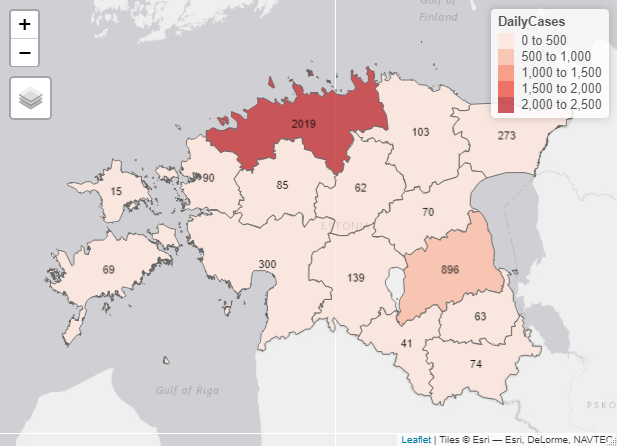 +
−
Gulf of
Finland
DailyCases
0 to 500
500 to 1,000
1,000 to 1,500
1,500 to 2,000
2,000 to 2,500
2019
103
273
15
90
85
62
70
ESTONIA
69
300
139
896
63
41
74
Gulf of Riga
PSKO
Leaflet | Tiles © Esri — Esri, DeLorme, NAVTEC